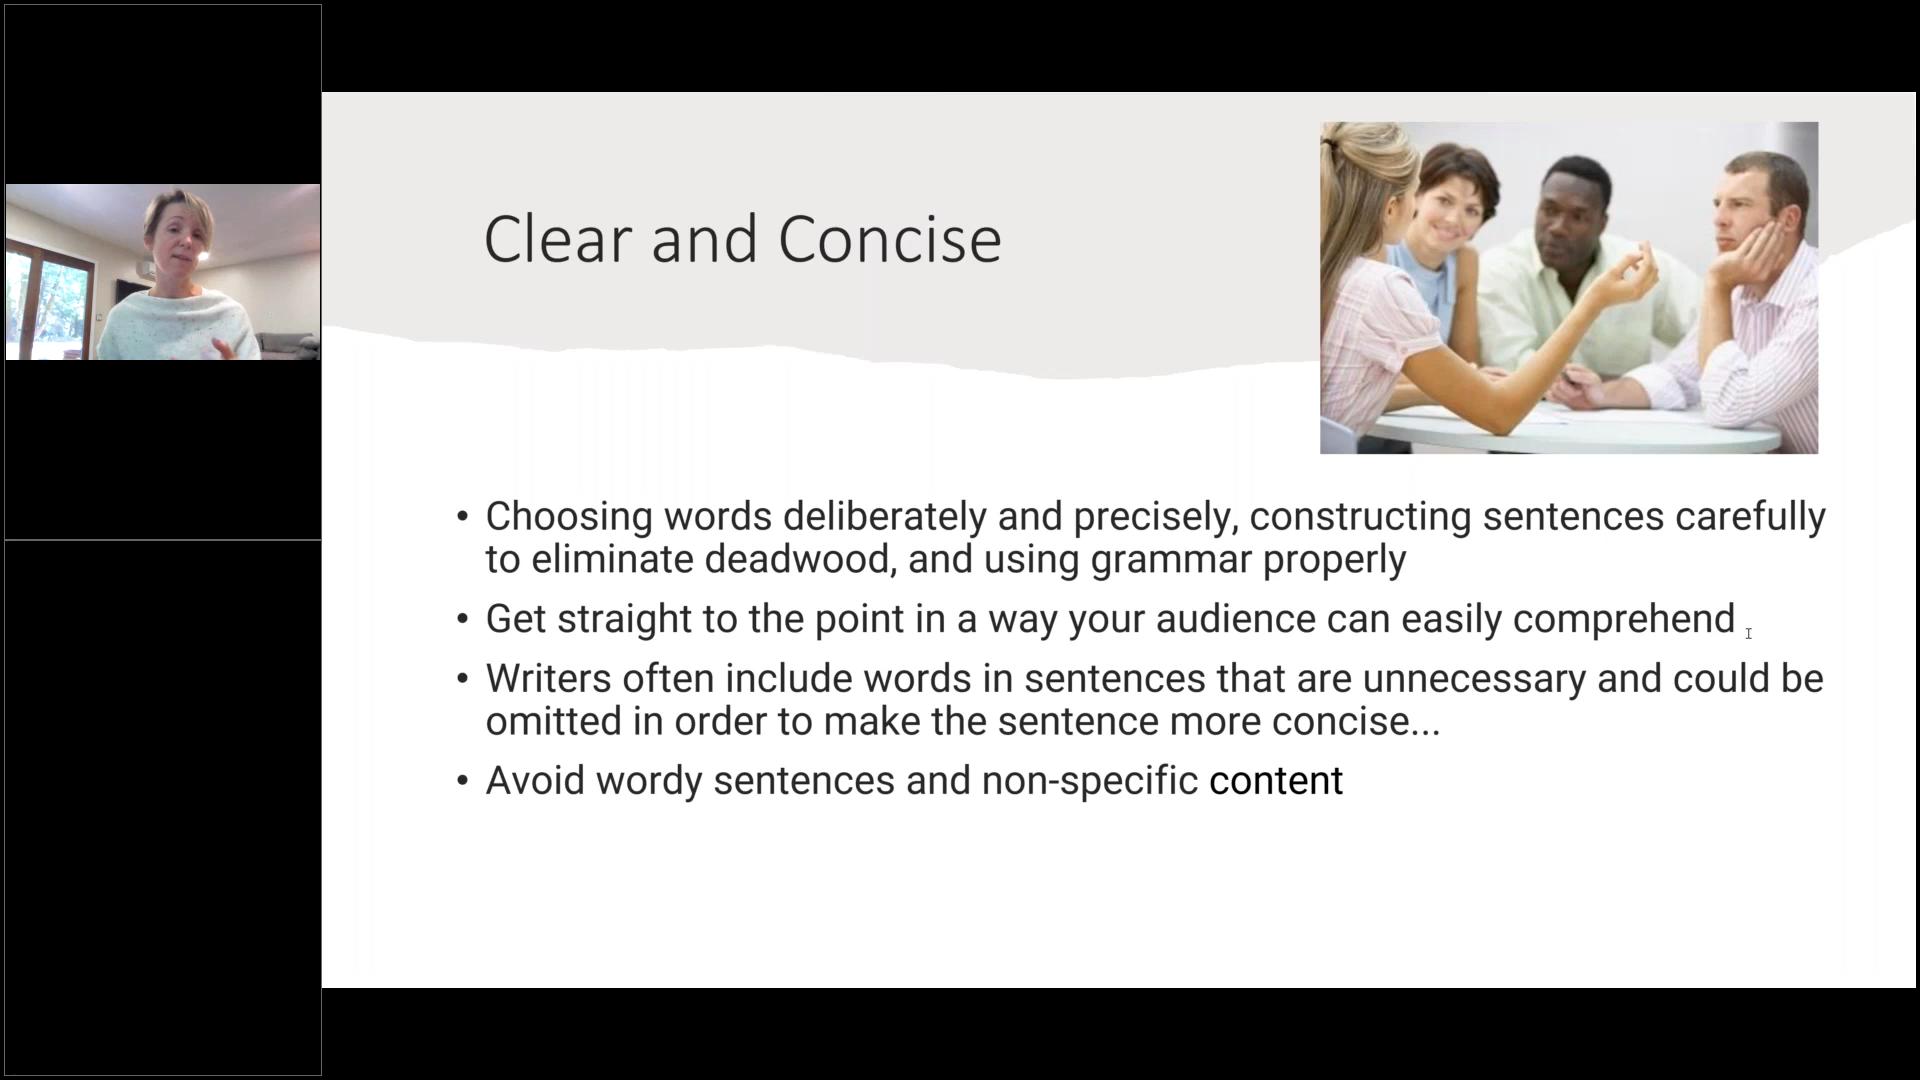 Clear and Concise
• Choosing words deliberately and precisely, constructing sentences carefully
to eliminate deadwood, and using grammar properly
• Get straight to the point in a way your audience can easily comprehend
• Writers often include words in sentences that are unnecessary and could be
omitted in order to make the sentence more concise...
• Avoid wordy sentences and non-specific content